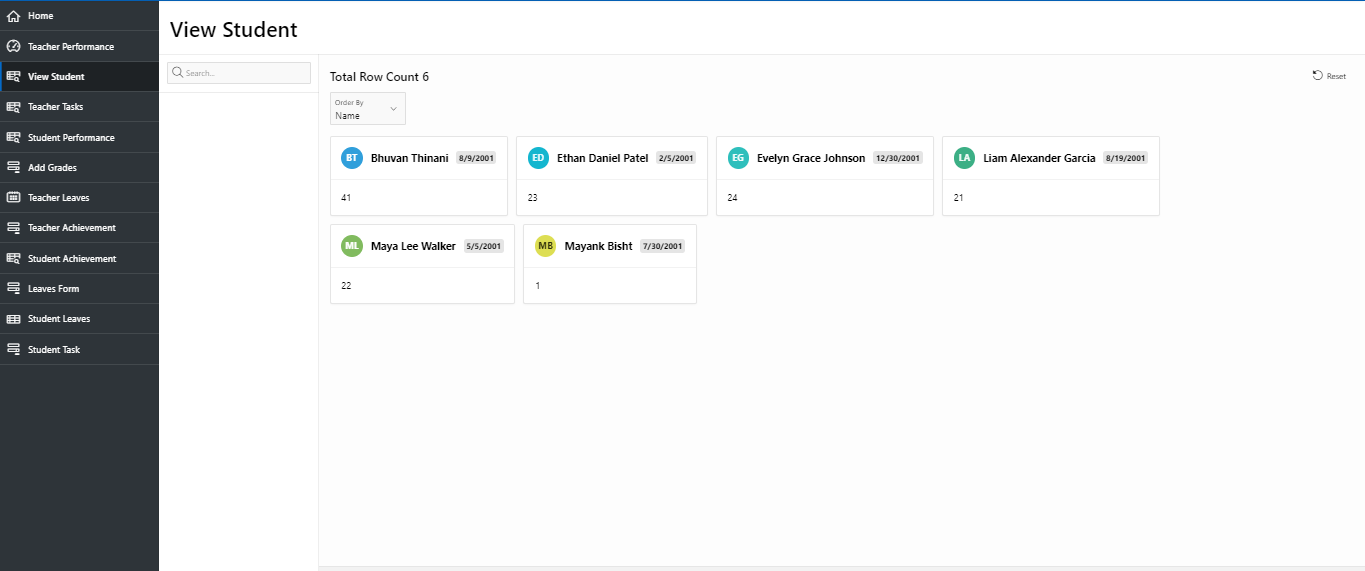 Home
Teacher Performance
View Student
Teacher Tasks
Student Performance
Add Grades
Teacher Leaves
Teacher Achievement
Student Achievement
Leaves Form
Student Leaves
Student Task
View Student
Search...
Total Row Count 6
Reset
Order By
Name
BT Bhuvan Thinani 8/9/2001
41
ED Ethan Daniel Patel 2/5/2001
23
EG Evelyn Grace Johnson 12/30/2001
24
LA Liam Alexander Garcia 8/19/2001
21
ML Maya Lee Walker 5/5/2001
22
MB Mayank Bisht 7/30/2001
1